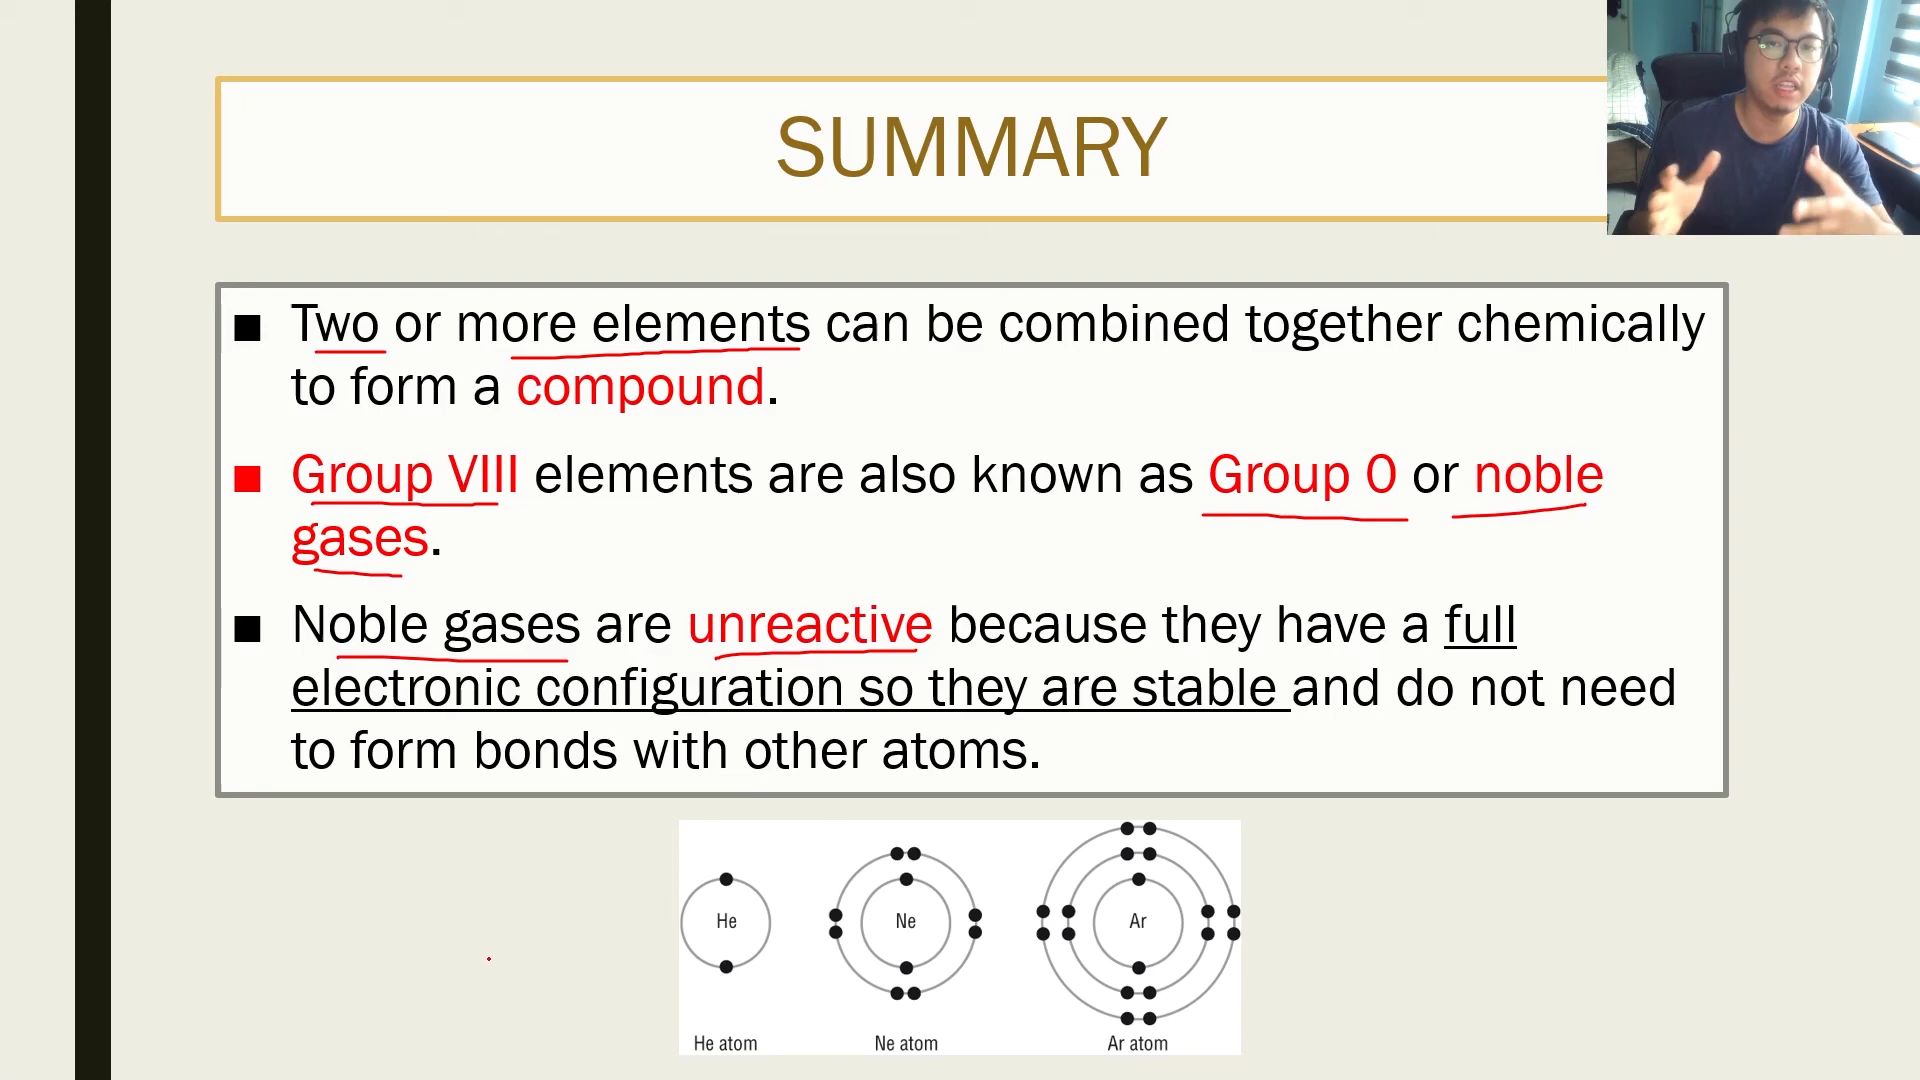 SUMMARY
■ Two or more elements can be combined together chemically
to form a compound.
■ Group VIII elements are also known as Group 0 or noble
gases.
■ Noble gases are unreactive because they have a full
electronic configuration so they are stable and do not need
to form bonds with other atoms.
He Ne Ar
He atom Ne atom Ar atom